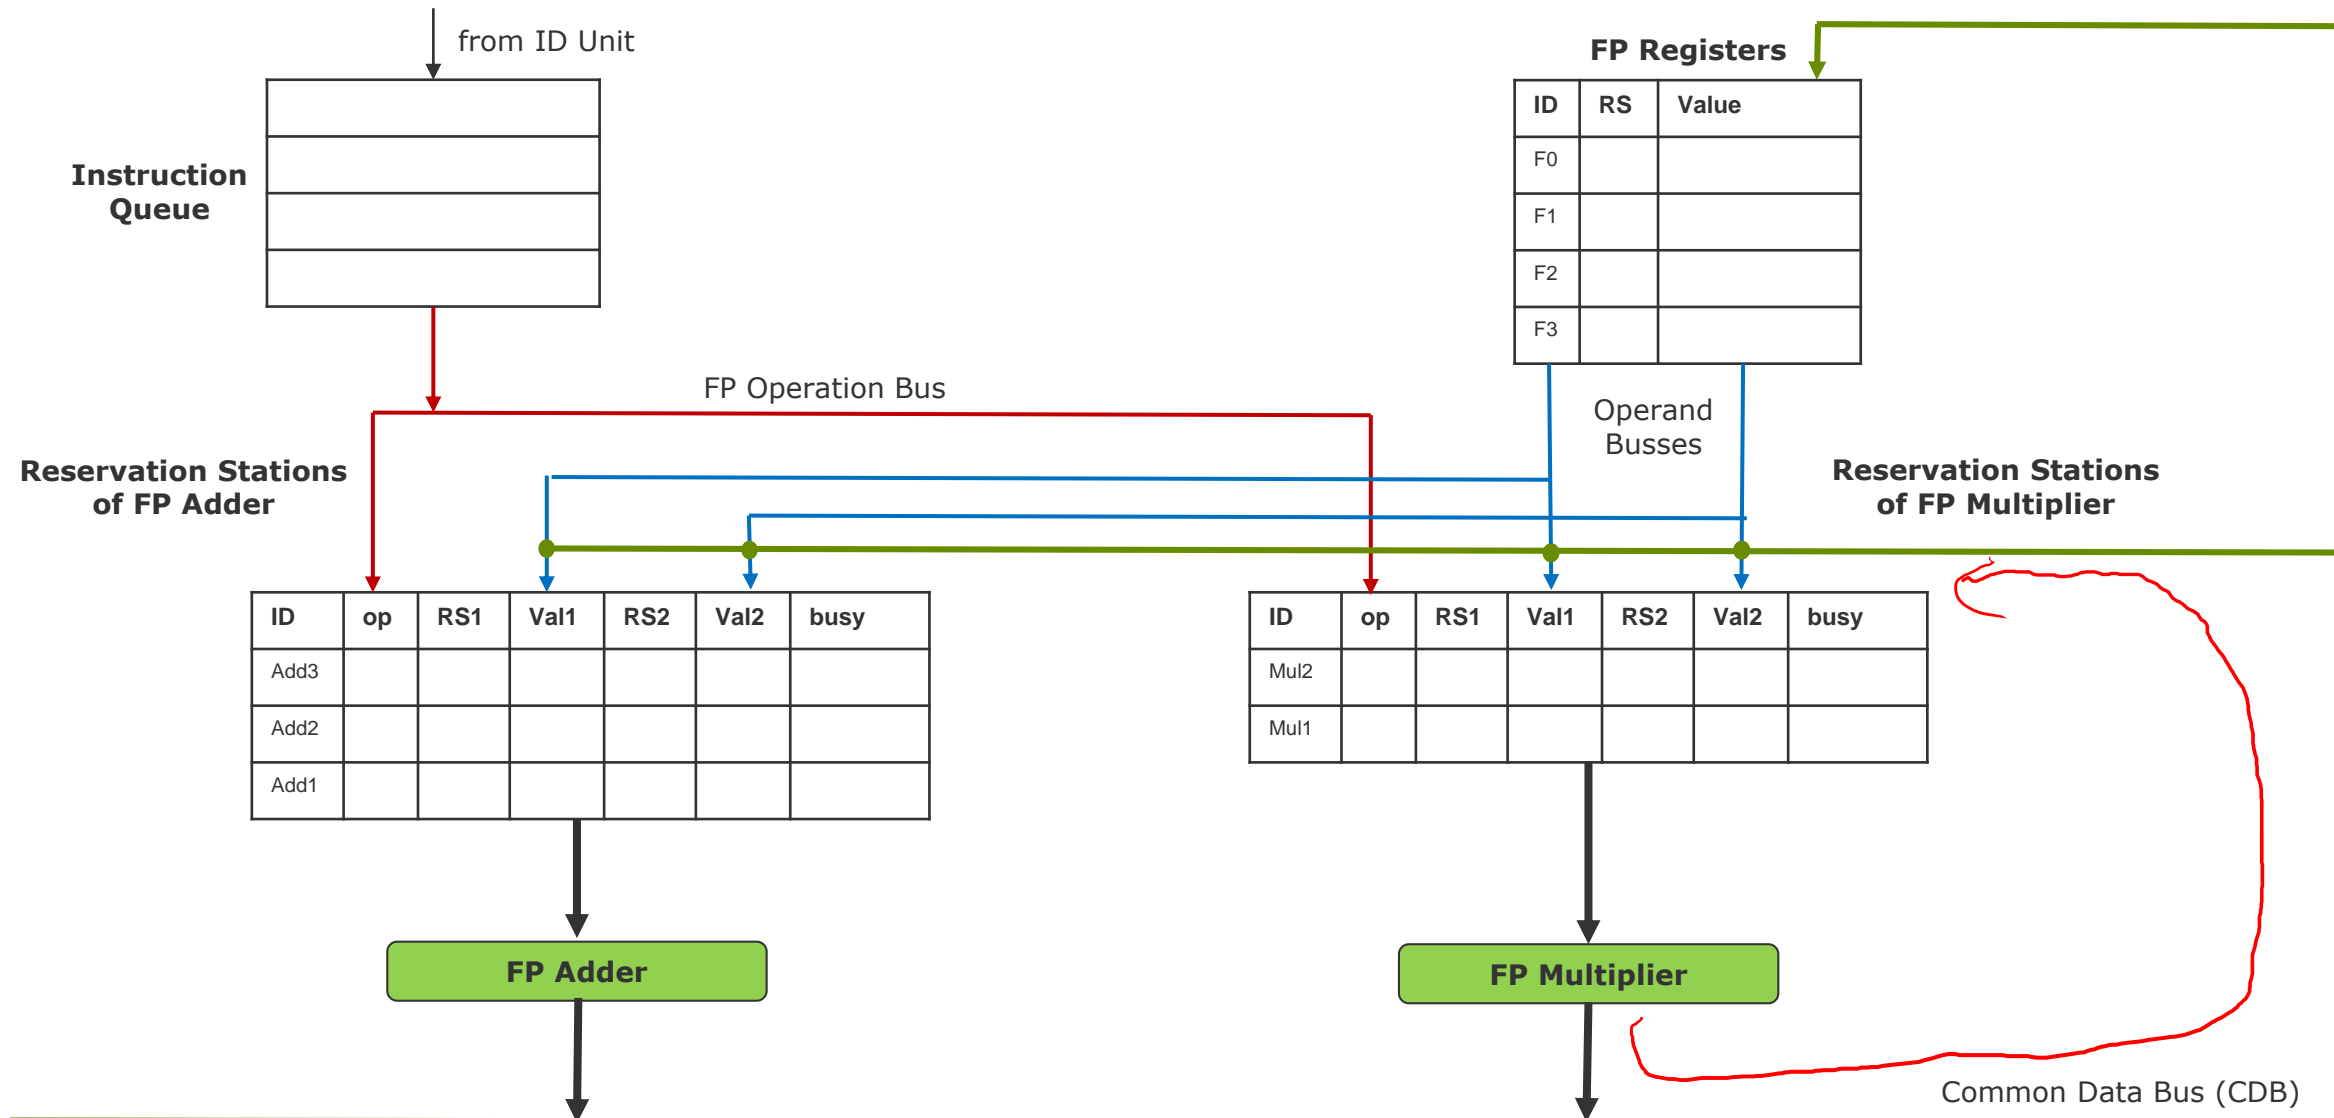 from ID Unit
FP Registers
ID RS Value
F0
F1
F2
F3
Instruction
Queue
FP Operation Bus
Operand
Busses
Reservation Stations
of FP Adder
Reservation Stations
of FP Multiplier
ID op RS1 Val1 RS2 Val2 busy
Add3
Add2
Add1
ID op RS1 Val1 RS2 Val2 busy
Mul2
Mul1
FP Adder
FP Multiplier
Common Data Bus (CDB)